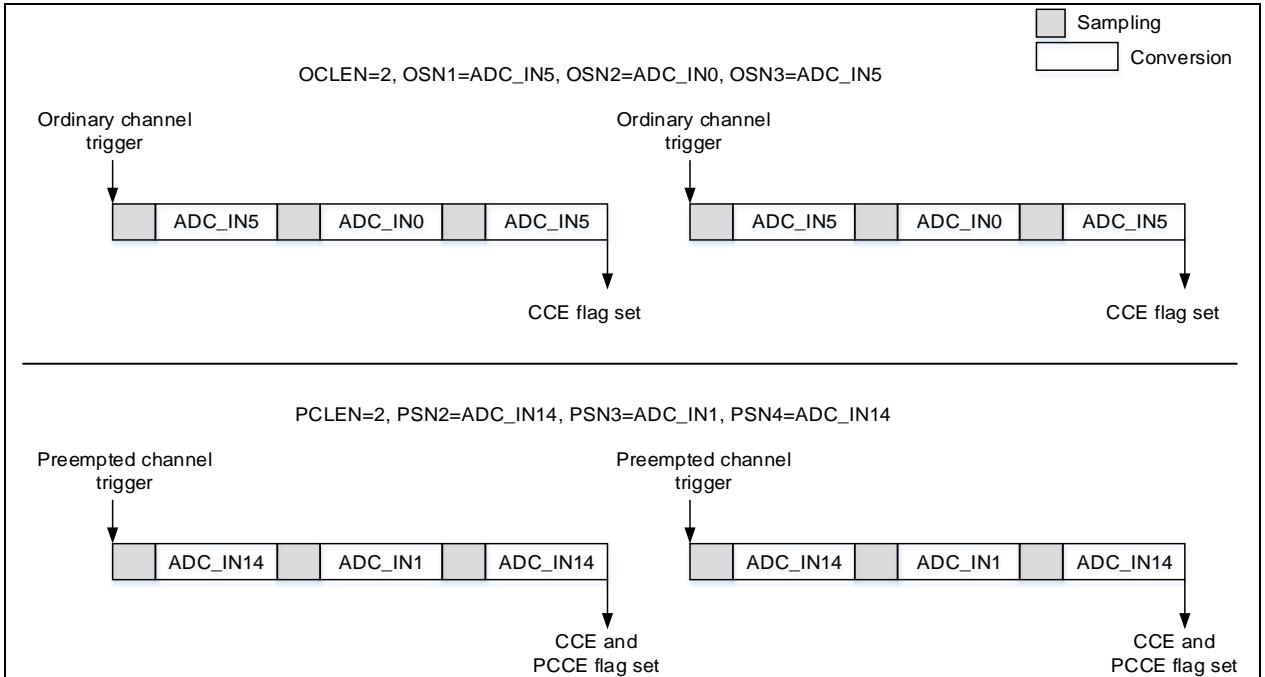 Sampling
Conversion
OCLEN=2, OSN1=ADC_IN5, OSN2=ADC_IN0, OSN3=ADC_IN5
Ordinary channel
trigger
Ordinary channel
trigger
ADC_IN5 ADC_IN0 ADC_IN5 ADC_IN5 ADC_IN0 ADC_IN5
CCE flag set
CCE flag set
PCLEN=2, PSN2=ADC_IN14, PSN3=ADC_IN1, PSN4=ADC_IN14
Preempted channel
trigger
Preempted channel
trigger
ADC_IN14 ADC_IN1 ADC_IN14 ADC_IN14 ADC_IN1 ADC_IN14
CCE and
PCCE flag set
CCE and
PCCE flag set